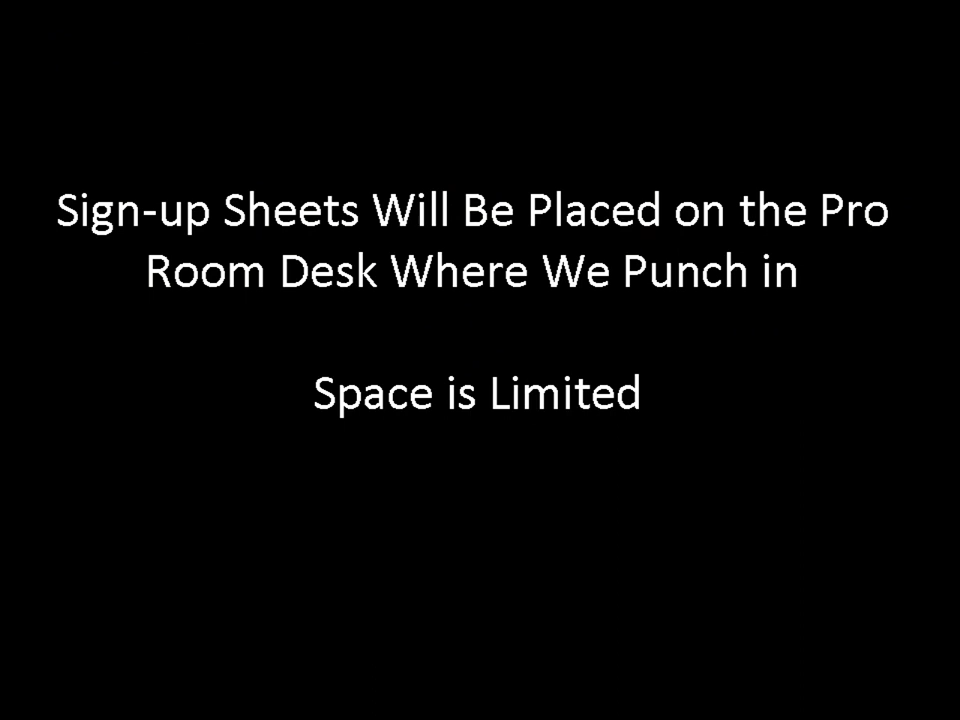 Sign-up Sheets Will Be Placed on the Pro
Room Desk Where We Punch in
Space is Limited